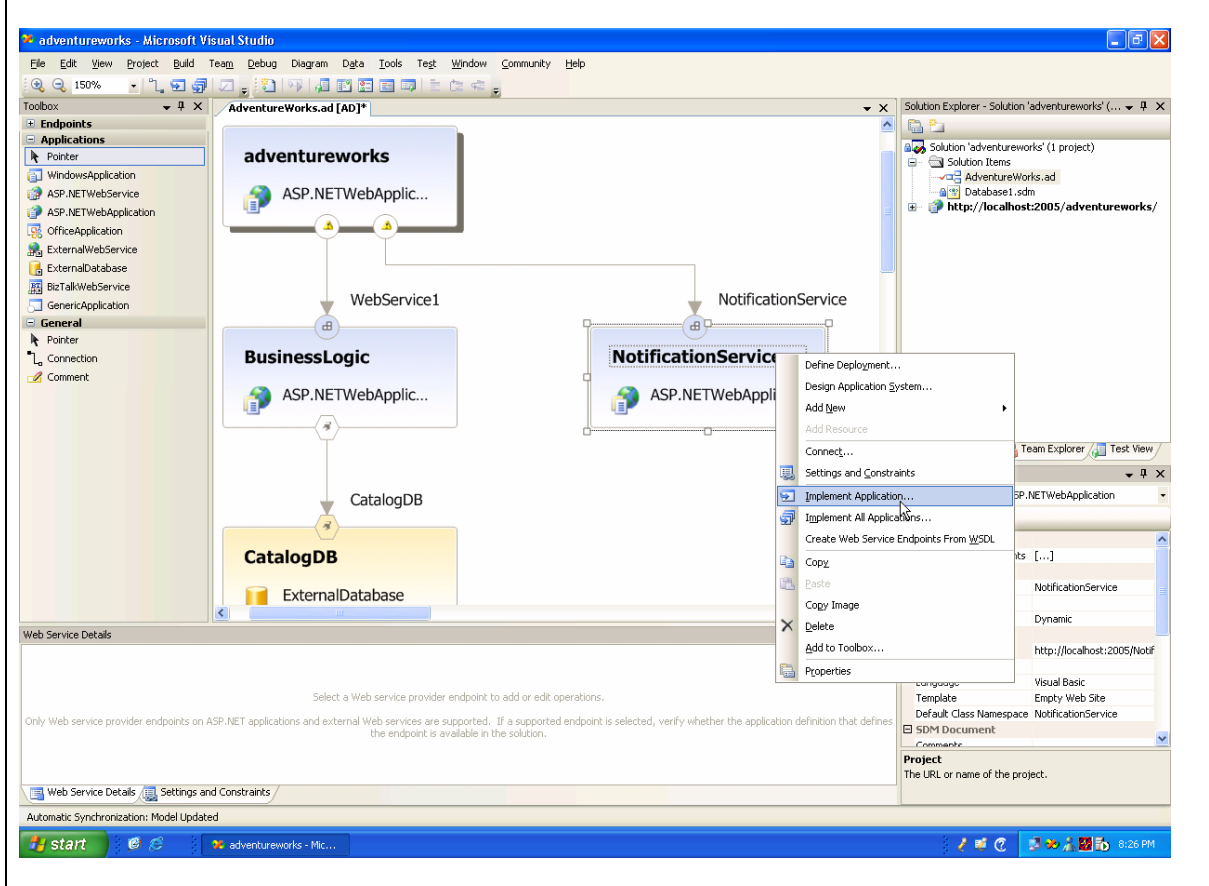 adventureworks - Microsoft Visual Studio
File Edit View Project Build Team Debug Diagram Data Tools Test Window Community Help
150%
Toolbox
Endpoints
Applications
Pointer
WindowsApplication
ASP.NETWebService
ASP.NETWebApplication
OfficeApplication
ExternalWebService
ExternalDatabase
BizTalkWebService
GenericApplication
General
Pointer
Connection
Comment
AdventureWorks.ad [AD]*
adventureworks
ASP.NETWebApplic...
WebService1
NotificationService
BusinessLogic
ASP.NETWebApplic...
NotificationService
ASP.NETWebAppli
CatalogDB
CatalogDB
ExternalDatabase
Define Deployment...
Design Application System...
Add New
Add Resource
Connect...
Settings and Constraints
Implement Application...
Implement All Applications...
Create Web Service Endpoints From WSDL
Copy
Paste
Copy Image
Delete
Add to Toolbox...
Properties
Solution Explorer - Solution 'adventureworks' (...
Solution 'adventureworks' (1 project)
Solution Items
AdventureWorks.ad
Database1.sdm
http://localhost:2005/adventureworks/
Team Explorer Test View
SP.NETWebApplication
nts [...]
NotificationService
Dynamic
http://localhost:2005/Notif
Language Visual Basic
Template Empty Web Site
Default Class Namespace NotificationService
SDM Document
Comments
Project
The URL or name of the project.
Web Service Details
Select a Web service provider endpoint to add or edit operations.
Only Web service provider endpoints on ASP.NET applications and external Web services are supported. If a supported endpoint is selected, verify whether the application definition that defines
the endpoint is available in the solution.
Web Service Details Settings and Constraints
Automatic Synchronization: Model Updated
start adventureworks - Mic... 8:26 PM